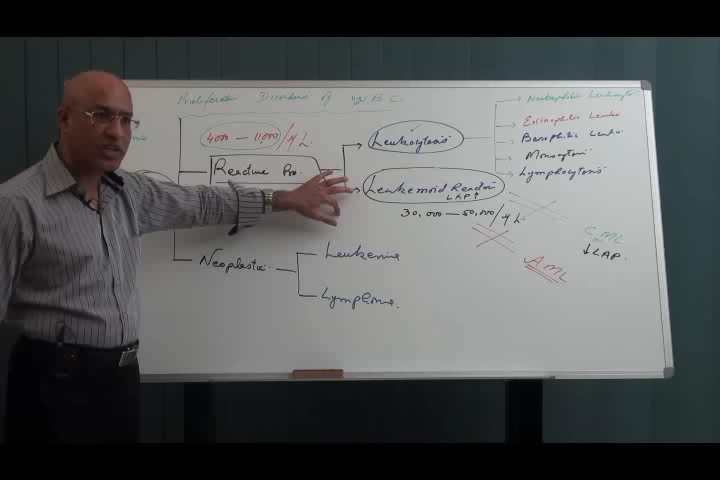 Proliferative Disorders of WBC.
4000 — 11,000/µL
Reactive Pro.
Neoplastic
Leukocytosis
Leukemoid Reaction
LAP↑
30,000 — 50,000/µL
Leukemia
Lymphoma.
Neutrophilic Leukocyto
Eosinophilic Leuko
Basophilic Leuko
Monocytosis
Lymphocytosis
CML
↓LAP.
AML